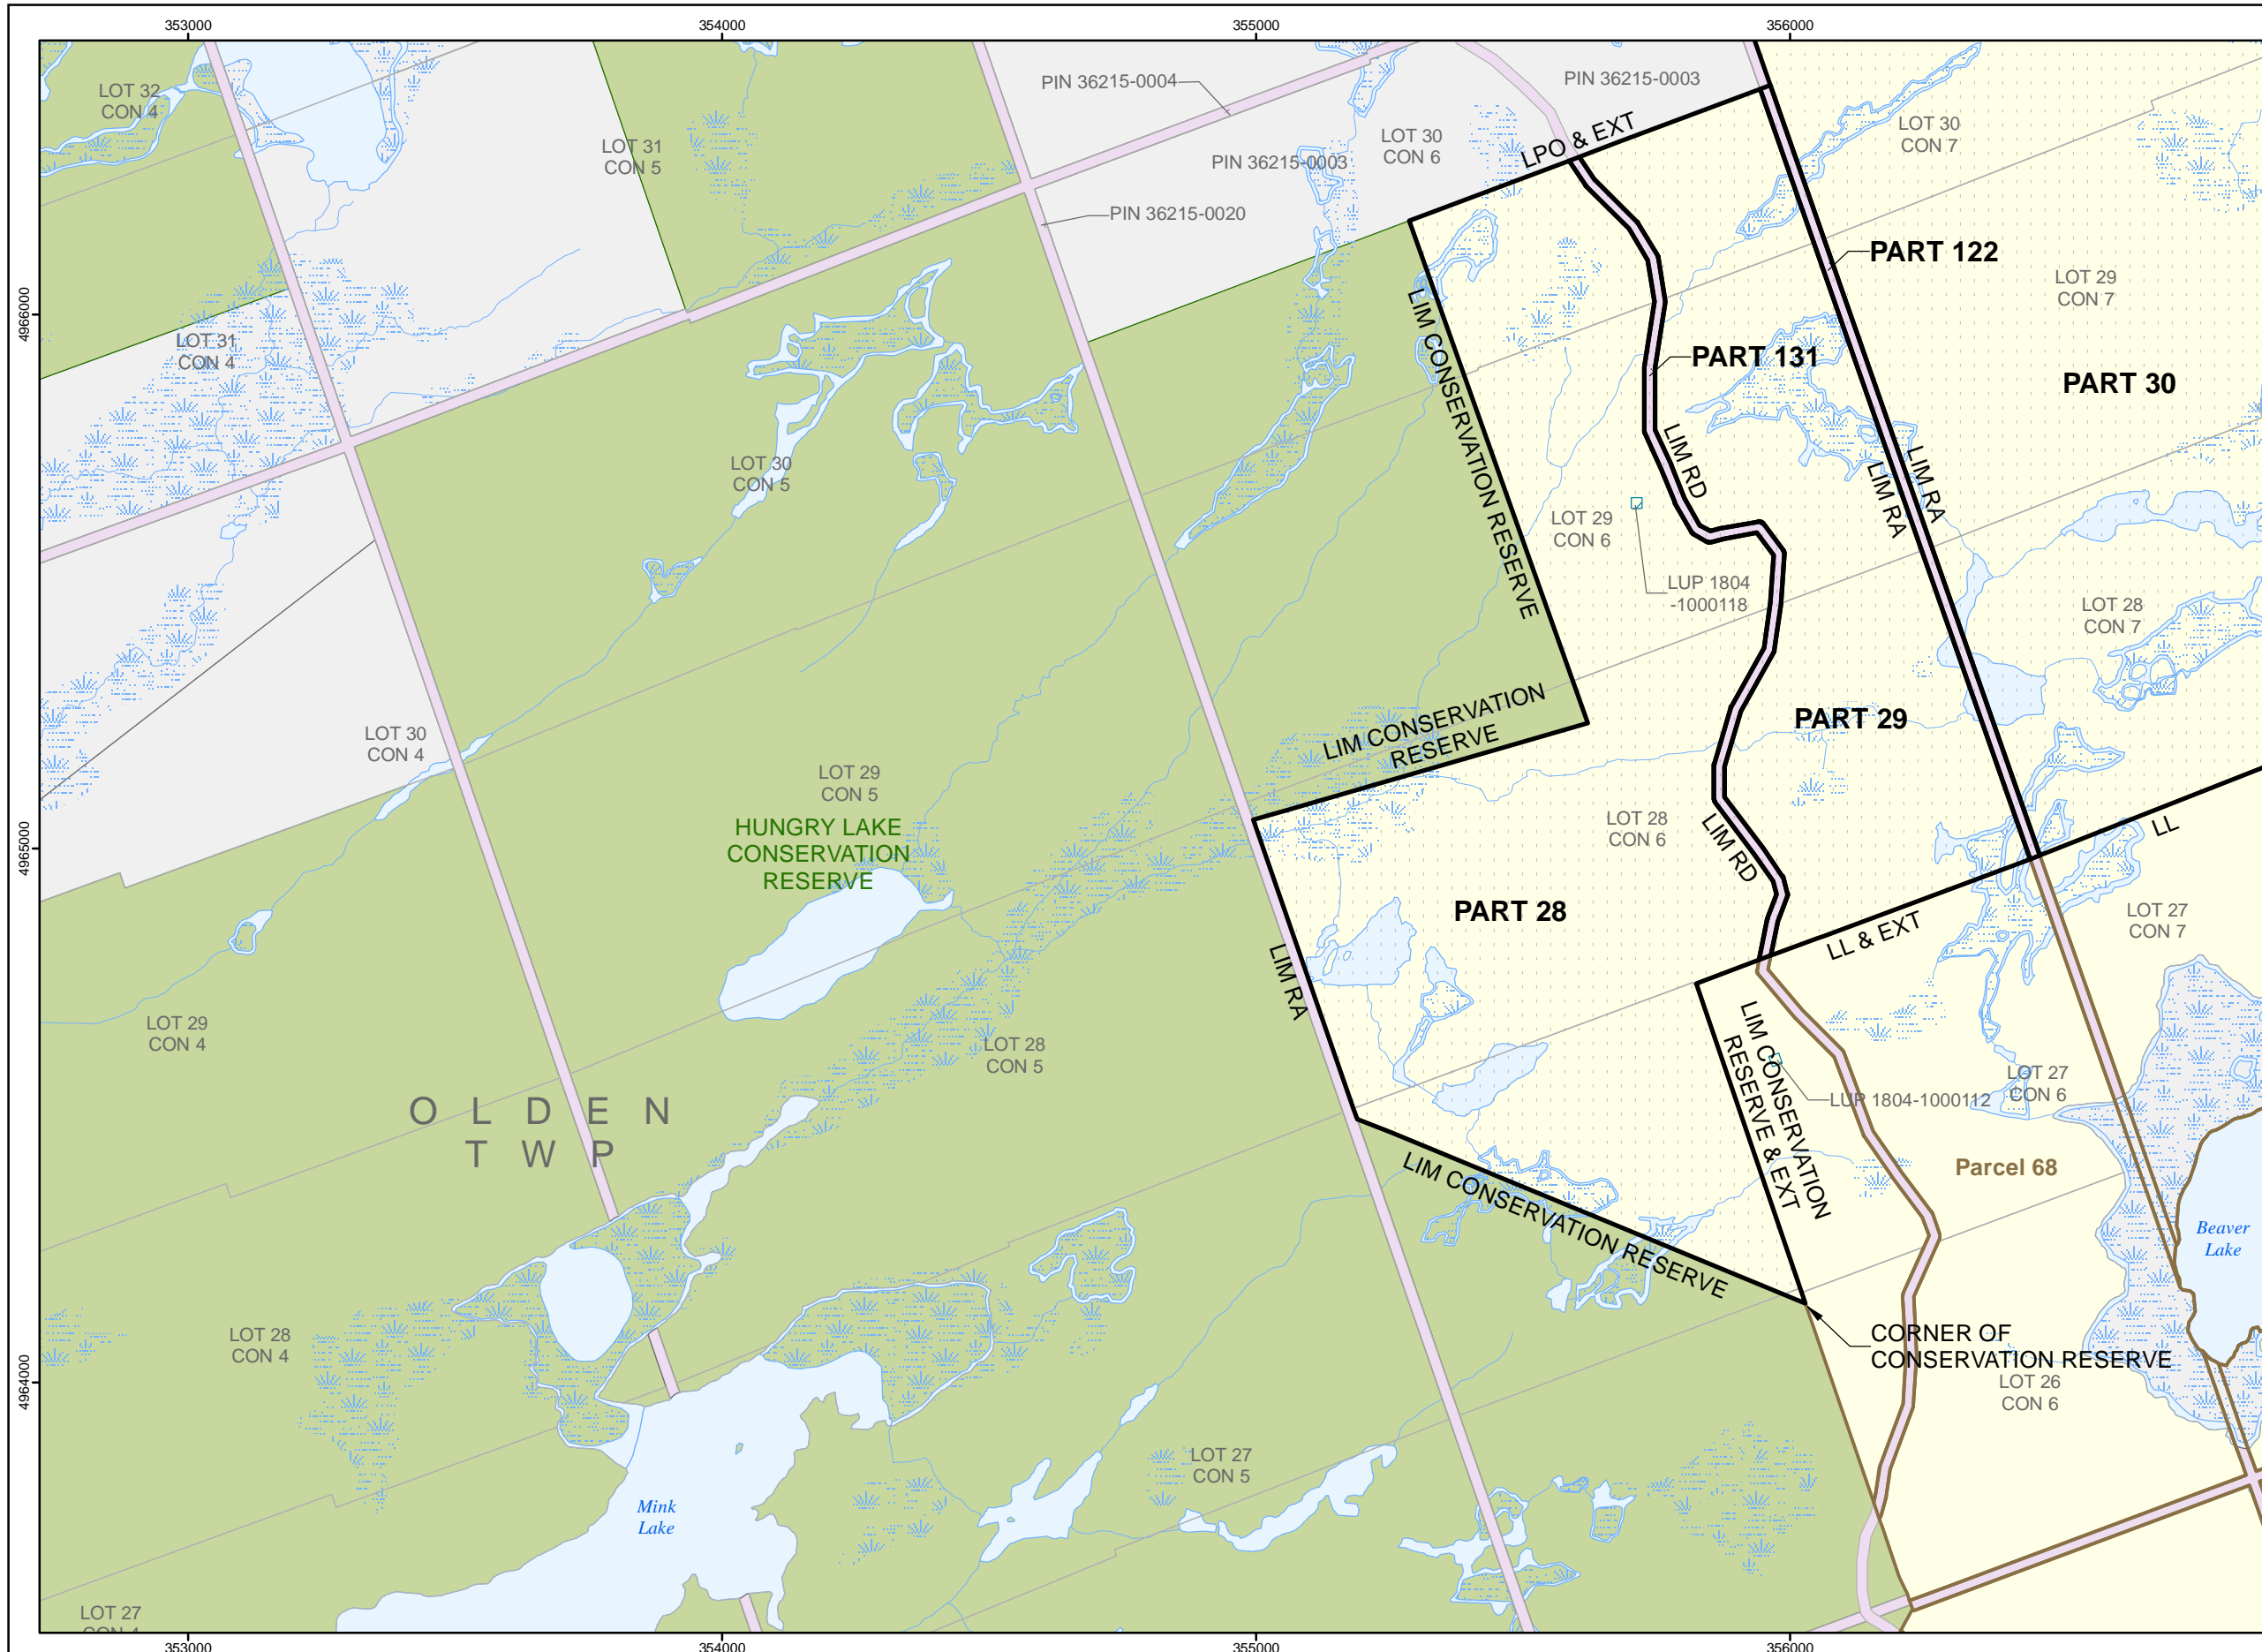 353000
354000
355000
356000
LOT 32
CON 4
PIN 36215-0004
PIN 36215-0003
LOT 31
CON 5
LPO & EXT
LOT 30
CON 6
LOT 30
CON 7
PIN 36215-0003
PIN 36215-0020
PART 122
LOT 29
CON 7
4966000
LOT 31
CON 4
LIM CONSERVATION RESERVE
PART 131
PART 30
LOT 30
CON 5
LIM RD
LIM RA
LIM RA
LOT 29
CON 6
LUP 1804
-1000118
LOT 28
CON 7
LOT 30
CON 4
LIM CONSERVATION
RESERVE
PART 29
LOT 29
CON 5
HUNGRY LAKE
CONSERVATION
RESERVE
4965000
LOT 28
CON 6
LIM RD
LL
PART 28
LL & EXT
LOT 27
CON 7
LIM RA
LOT 29
CON 4
LOT 28
CON 5
LIM CONSERVATION
RESERVE & EXT
LOT 27
CON 6
LUP 1804-1000112
OLDEN
TWP
Parcel 68
LIM CONSERVATION RESERVE
Beaver
Lake
LOT 28
CON 4
CORNER OF
CONSERVATION RESERVE
4964000
LOT 26
CON 6
LOT 27
CON 5
Mink
Lake
LOT 27
CON 4
353000
354000
355000
356000